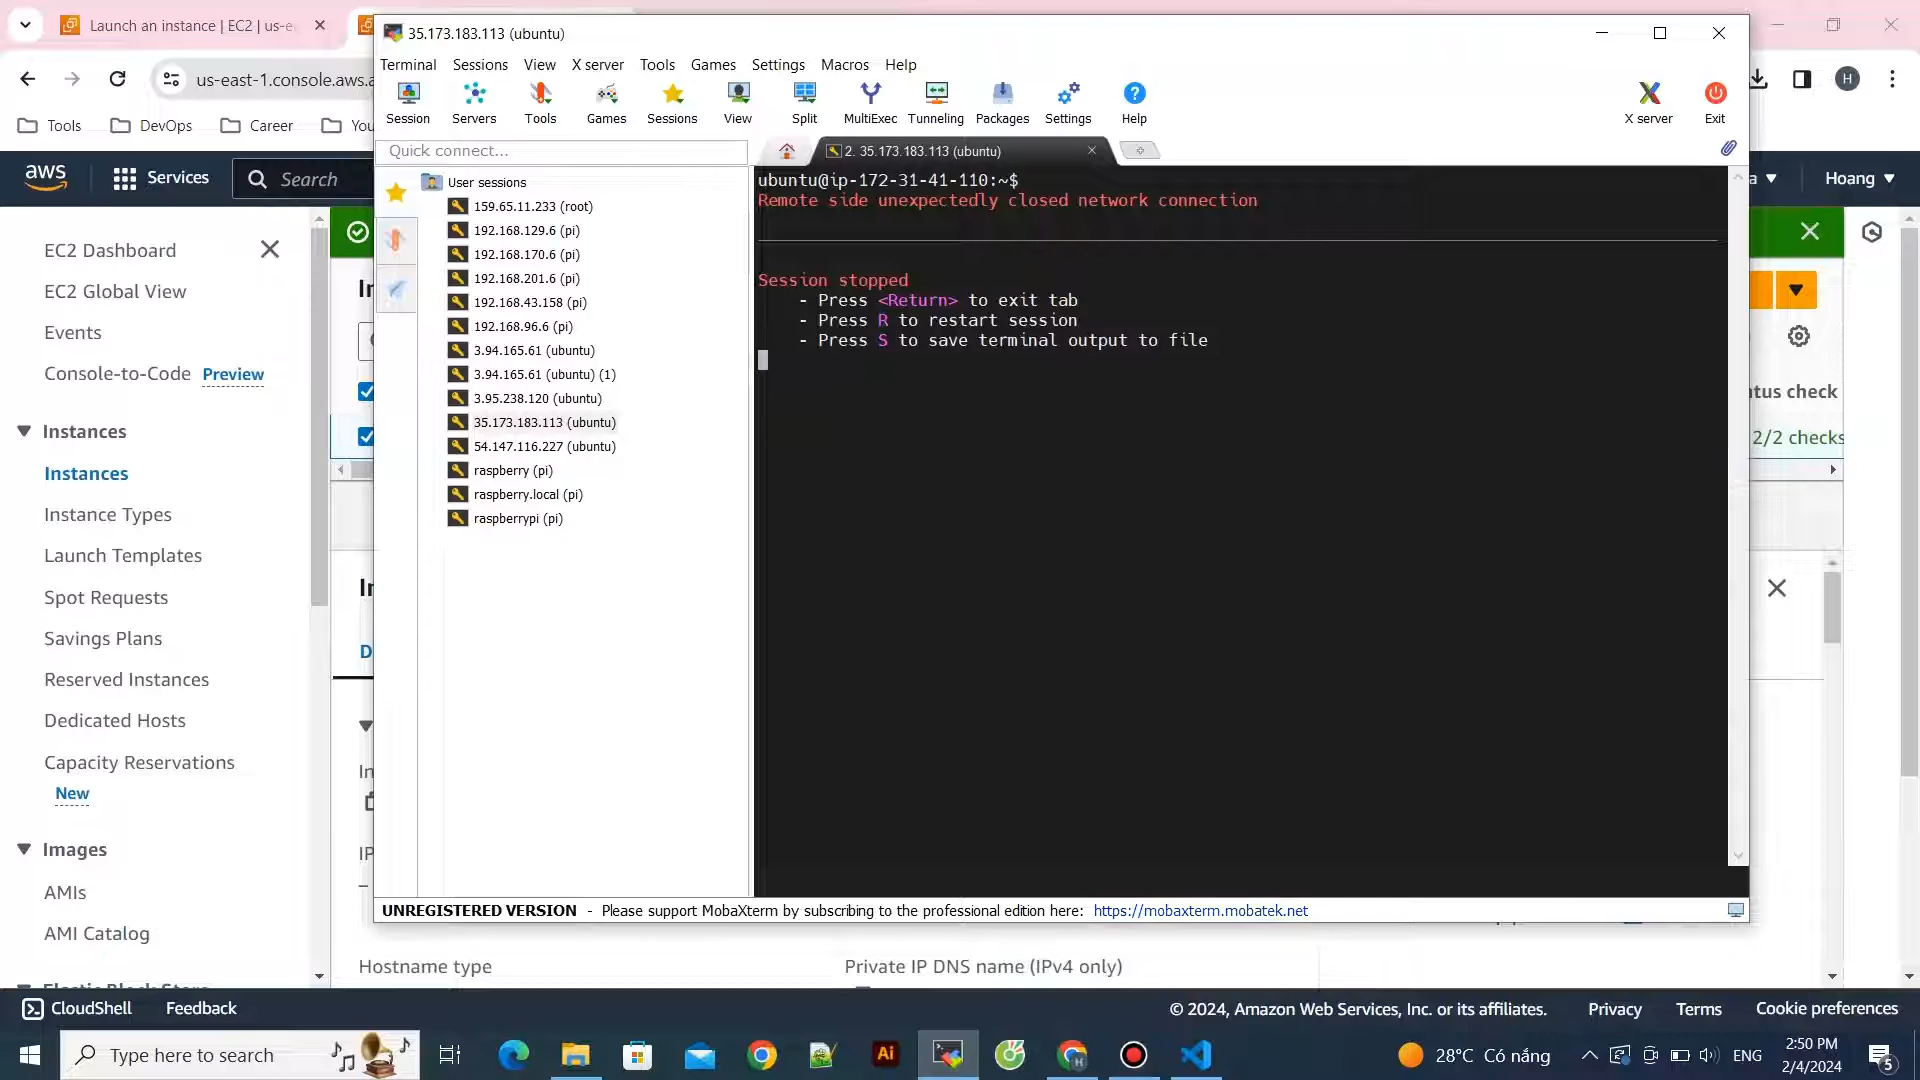 Launch an instance | EC2 | us-e
35.173.183.113 (ubuntu)
us-east-1.console.aws.a
H
Tools
DevOps
Career
You
Terminal Sessions View X server Tools Games Settings Macros Help
Session Servers Tools Games Sessions View Split MultiExec Tunneling Packages Settings Help
X server Exit
Quick connect...
2. 35.173.183.113 (ubuntu)
aws
Services
Search
a
Hoang
User sessions
159.65.11.233 (root)
192.168.129.6 (pi)
192.168.170.6 (pi)
192.168.201.6 (pi)
192.168.43.158 (pi)
192.168.96.6 (pi)
3.94.165.61 (ubuntu)
3.94.165.61 (ubuntu) (1)
3.95.238.120 (ubuntu)
35.173.183.113 (ubuntu)
54.147.116.227 (ubuntu)
raspberry (pi)
raspberry.local (pi)
raspberrypi (pi)
ubuntu@ip-172-31-41-110:~$
Remote side unexpectedly closed network connection
Session stopped
- Press <Return> to exit tab
- Press R to restart session
- Press S to save terminal output to file
UNREGISTERED VERSION - Please support MobaXterm by subscribing to the professional edition here: https://mobaxterm.mobatek.net
EC2 Dashboard
EC2 Global View
Events
Console-to-Code Preview
Instances
Instances
Instance Types
Launch Templates
Spot Requests
Savings Plans
Reserved Instances
Dedicated Hosts
Capacity Reservations
New
Images
AMIs
AMI Catalog
In
tus check
2/2 checks
In
D
In
IP
–
Hostname type
Private IP DNS name (IPv4 only)
CloudShell
Feedback
© 2024, Amazon Web Services, Inc. or its affiliates.
Privacy
Terms
Cookie preferences
Type here to search
Ai
28°C Có nắng
ENG
2:50 PM
2/4/2024
5